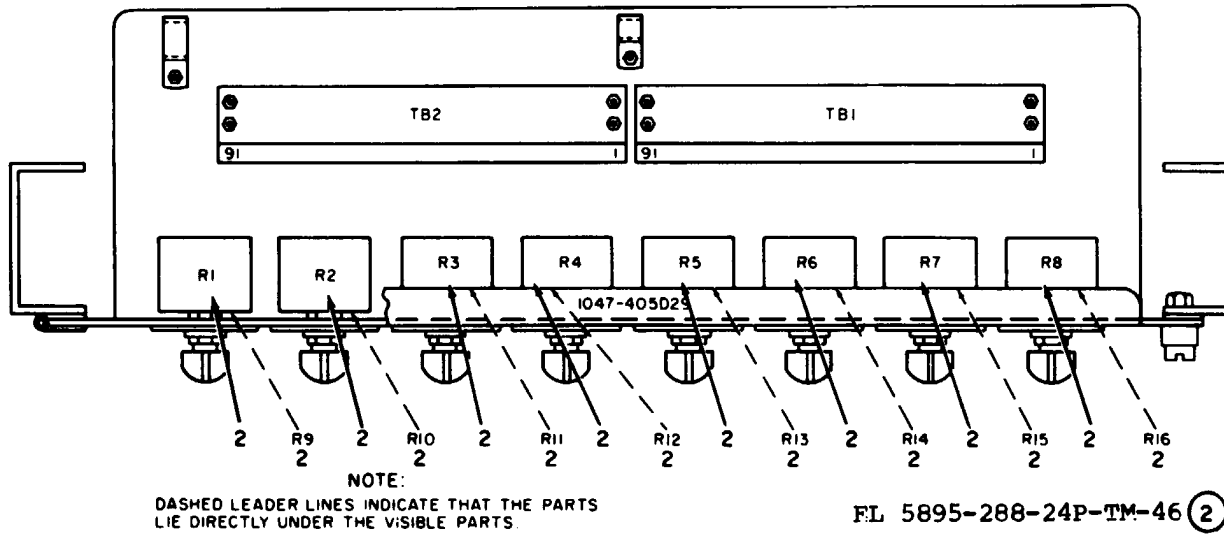 TB2 TB1
91 1 91 1
R1 R2 R3 R4 R5 R6 R7 R8
1047-405D29
2 R9 2 R10 2 R11 2 R12 2 R13 2 R14 2 R15 2 R16
2 2 2 2 2 2 2 2
NOTE:
DASHED LEADER LINES INDICATE THAT THE PARTS
LIE DIRECTLY UNDER THE VISIBLE PARTS.
FL 5895-288-24P-TM-46 2